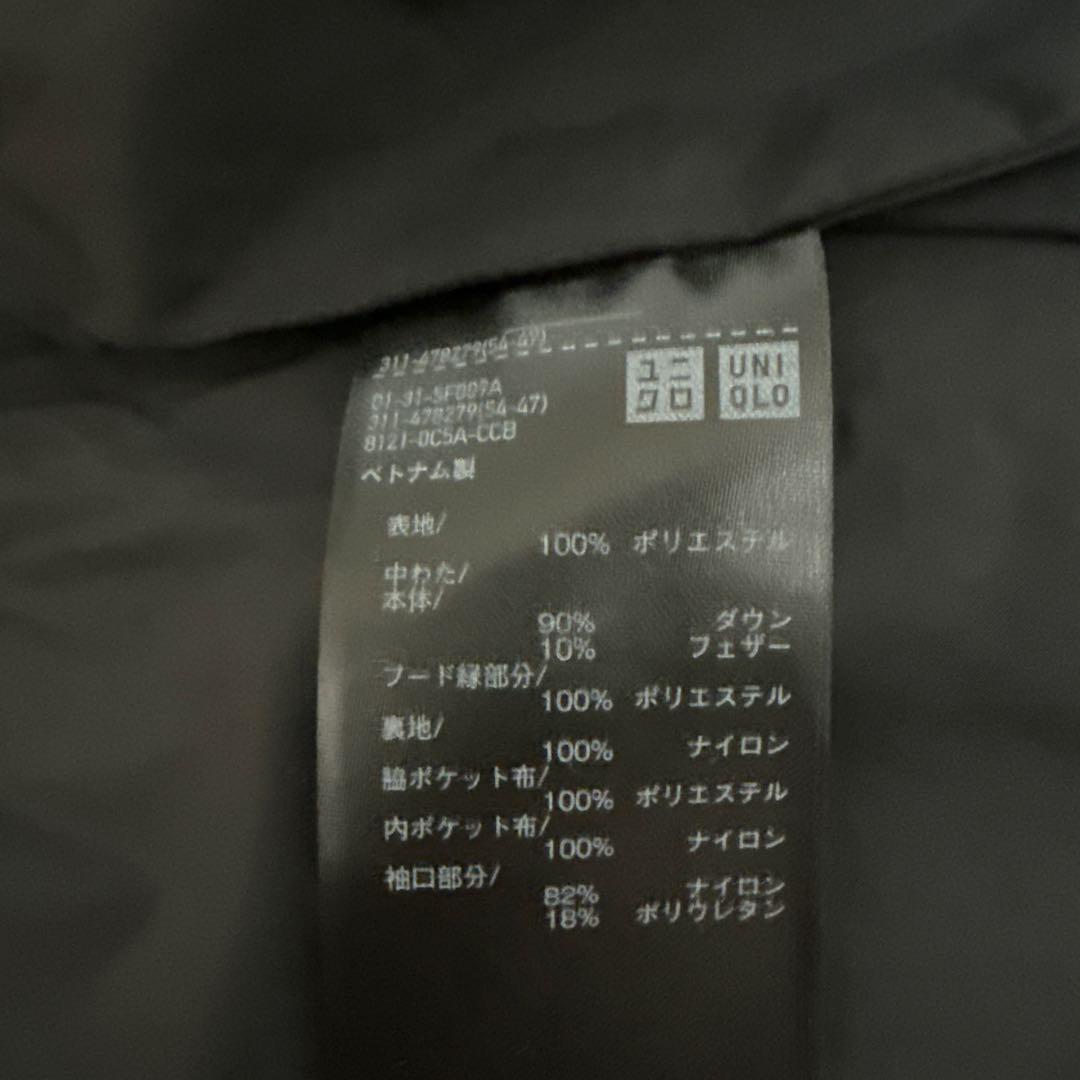 311-478279(54-47)
01-31-SF009A
311-478279(54-47)
8121-0C5A-CCB
ユニ
クロ
UNI
QLO
ベトナム製
表地/
100% ポリエステル
中わた/
本体/
90% ダウン
10% フェザー
フード縁部分/
100% ポリエステル
裏地/
100% ナイロン
脇ポケット布/
100% ポリエステル
内ポケット布/
100% ナイロン
袖口部分/
82% ナイロン
18% ポリウレタン